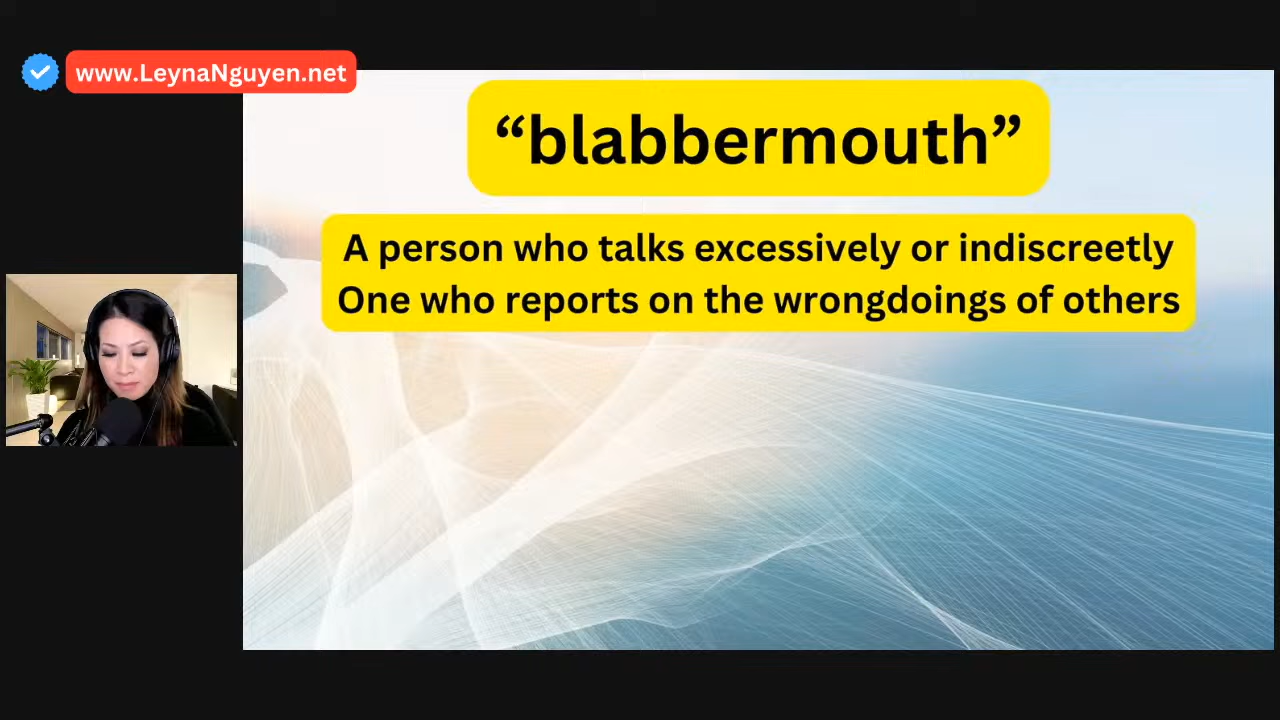 www.LeynaNguyen.net
“blabbermouth”
A person who talks excessively or indiscreetly
One who reports on the wrongdoings of others